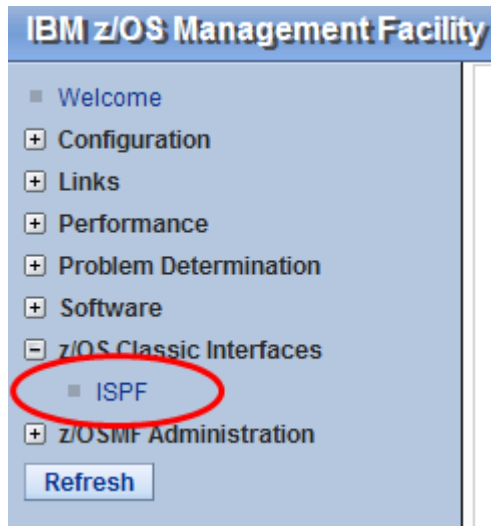 IBM z/OS Management Facility
Welcome
Configuration
Links
Performance
Problem Determination
Software
z/OS Classic Interfaces
ISPF
z/OSMF Administration
Refresh